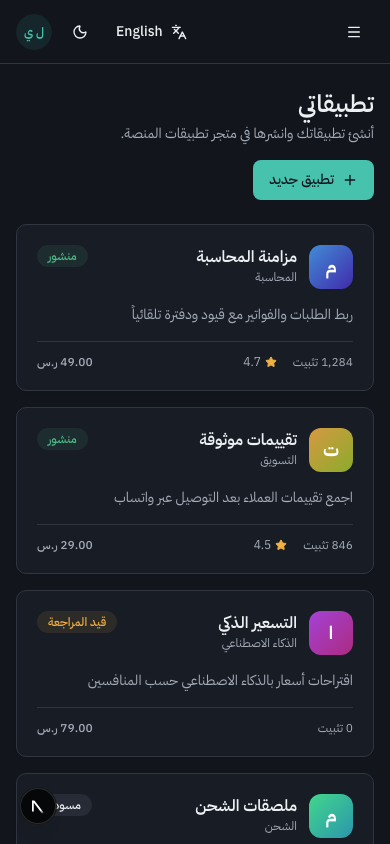 ل ي
English
تطبيقاتي
أنشئ تطبيقاتك وانشرها في متجر تطبيقات المنصة.
تطبيق جديد
م
مزامنة المحاسبة
المحاسبة
منشور
ربط الطلبات والفواتير مع قيود ودفترة تلقائياً
1,284 تثبيت
4.7
49.00 ر.س
ت
تقييمات موثوقة
التسويق
منشور
اجمع تقييمات العملاء بعد التوصيل عبر واتساب
846 تثبيت
4.5
29.00 ر.س
ا
التسعير الذكي
الذكاء الاصطناعي
قيد المراجعة
اقتراحات أسعار بالذكاء الاصطناعي حسب المنافسين
0 تثبيت
79.00 ر.س
م
ملصقات الشحن
الشحن
N